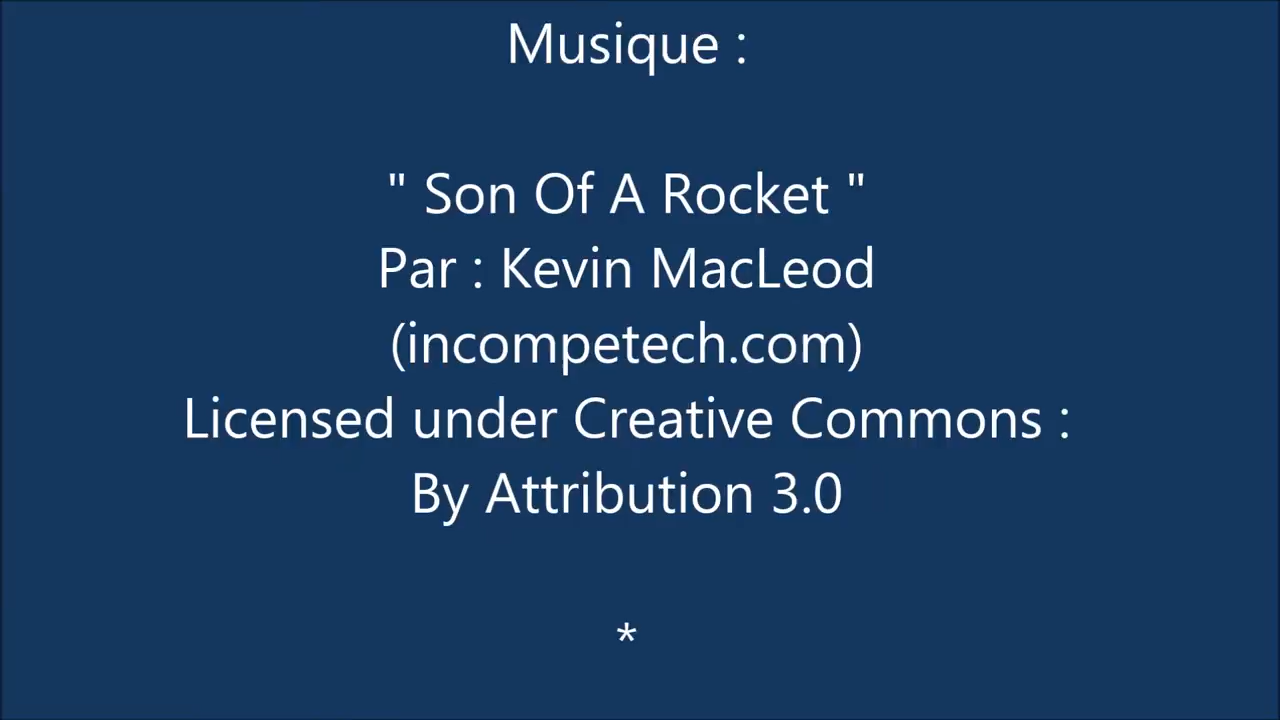 Musique :
" Son Of A Rocket "
Par : Kevin MacLeod
(incompetech.com)
Licensed under Creative Commons :
By Attribution 3.0
*